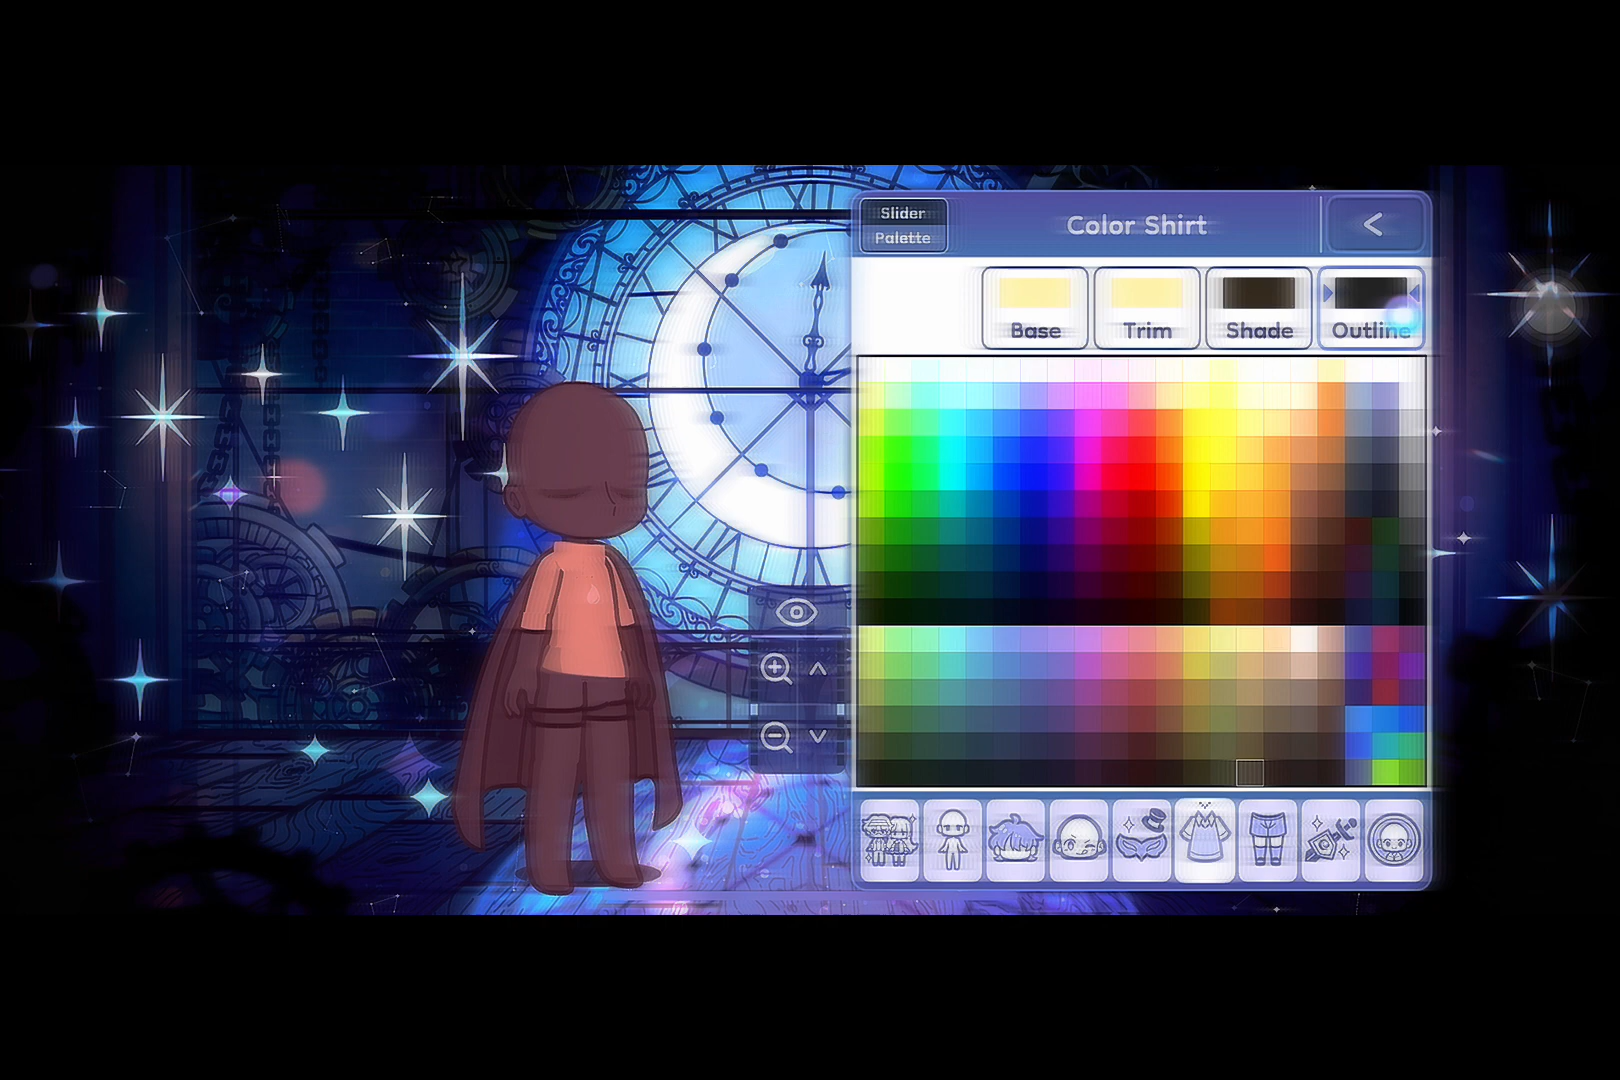 Slider
Palette
Color Shirt
Base
Trim
Shade
Outline